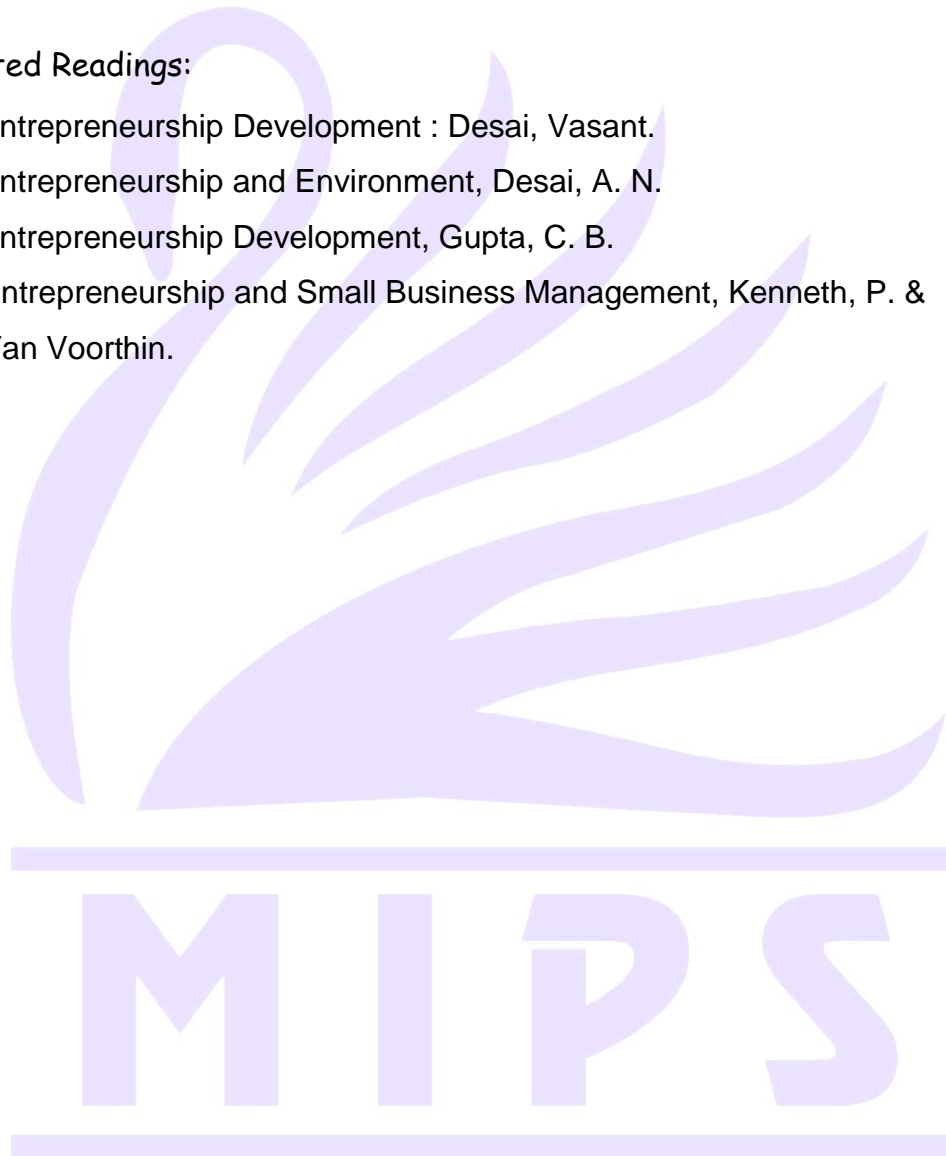 red Readings:
ntrepreneurship Development : Desai, Vasant.
ntrepreneurship and Environment, Desai, A. N.
ntrepreneurship Development, Gupta, C. B.
ntrepreneurship and Small Business Management, Kenneth, P. &
Van Voorthin.
MIPS